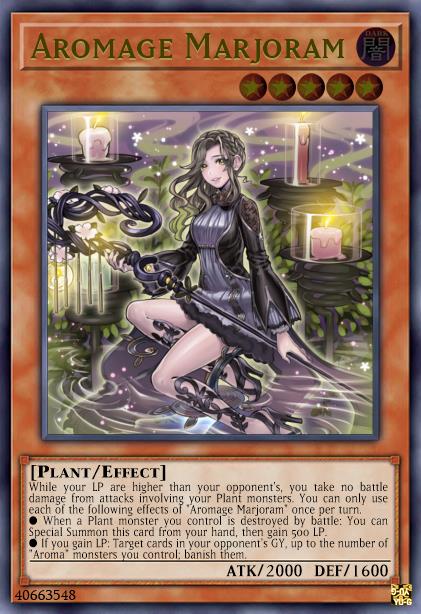 Aromage Marjoram
DARK
闇
[Plant/Effect]
While your LP are higher than your opponent's, you take no battle
damage from attacks involving your Plant monsters. You can only use
each of the following effects of "Aromage Marjoram" once per turn.
● When a Plant monster you control is destroyed by battle: You can
Special Summon this card from your hand, then gain 500 LP.
● If you gain LP: Target cards in your opponent's GY, up to the number of
"Aroma" monsters you control; banish them.
ATK/2000 DEF/1600
40663548